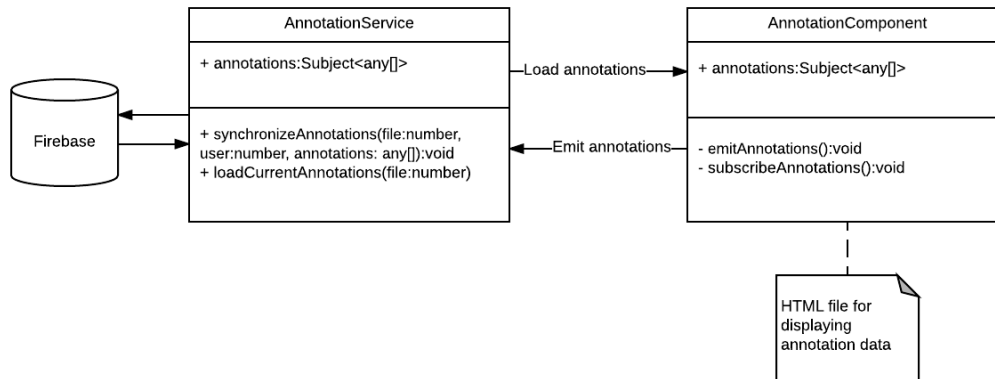 AnnotationService
+ annotations:Subject<any[]>
+ synchronizeAnnotations(file:number,
user:number, annotations: any[]):void
+ loadCurrentAnnotations(file:number)
Firebase
Load annotations
Emit annotations
AnnotationComponent
+ annotations:Subject<any[]>
- emitAnnotations():void
- subscribeAnnotations():void
HTML file for
displaying
annotation data